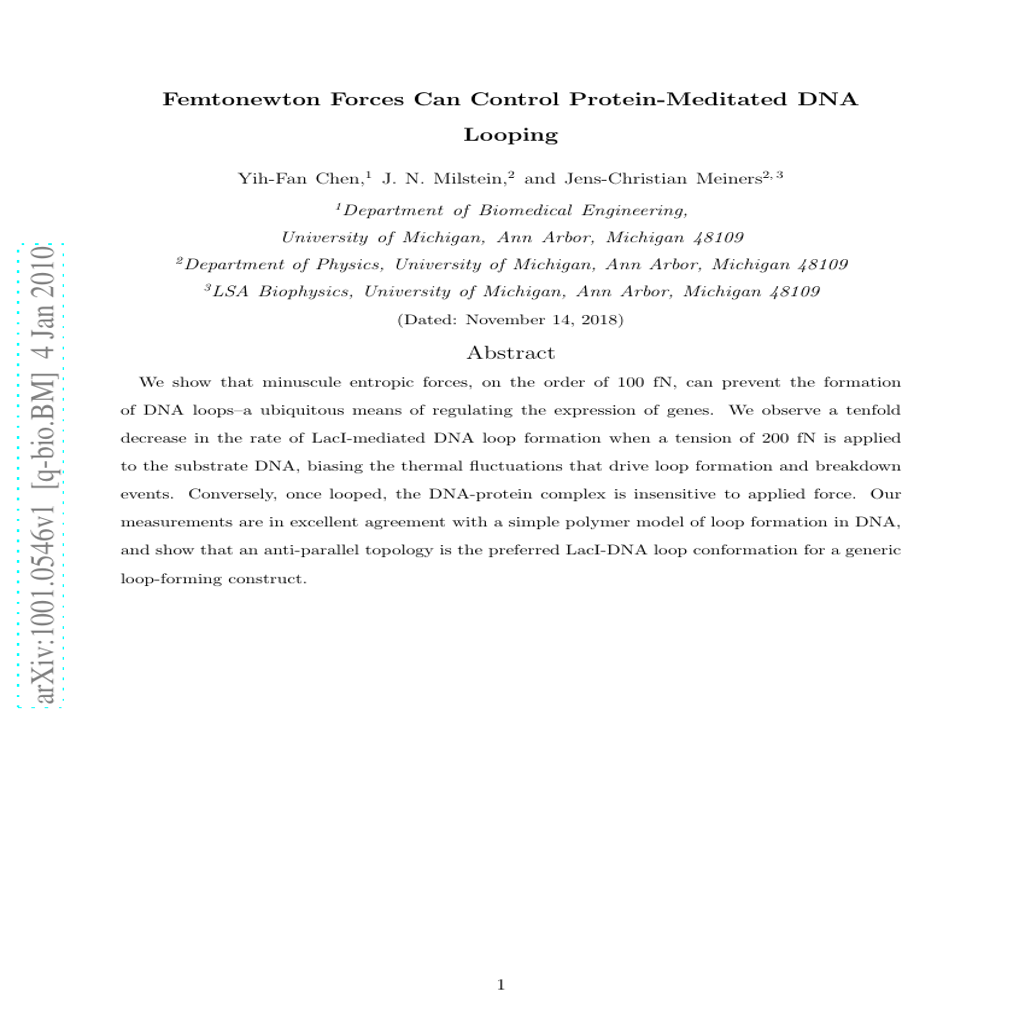 Femtonewton Forces Can Control Protein-Meditated DNA
Looping
Yih-Fan Chen,¹ J. N. Milstein,² and Jens-Christian Meiners²,³
¹Department of Biomedical Engineering,
University of Michigan, Ann Arbor, Michigan 48109
²Department of Physics, University of Michigan, Ann Arbor, Michigan 48109
³LSA Biophysics, University of Michigan, Ann Arbor, Michigan 48109
(Dated: November 14, 2018)
Abstract
We show that minuscule entropic forces, on the order of 100 fN, can prevent the formation
of DNA loops–a ubiquitous means of regulating the expression of genes. We observe a tenfold
decrease in the rate of LacI-mediated DNA loop formation when a tension of 200 fN is applied
to the substrate DNA, biasing the thermal fluctuations that drive loop formation and breakdown
events. Conversely, once looped, the DNA-protein complex is insensitive to applied force. Our
measurements are in excellent agreement with a simple polymer model of loop formation in DNA,
and show that an anti-parallel topology is the preferred LacI-DNA loop conformation for a generic
loop-forming construct.
arXiv:1001.0546v1 [q-bio.BM] 4 Jan 2010
1